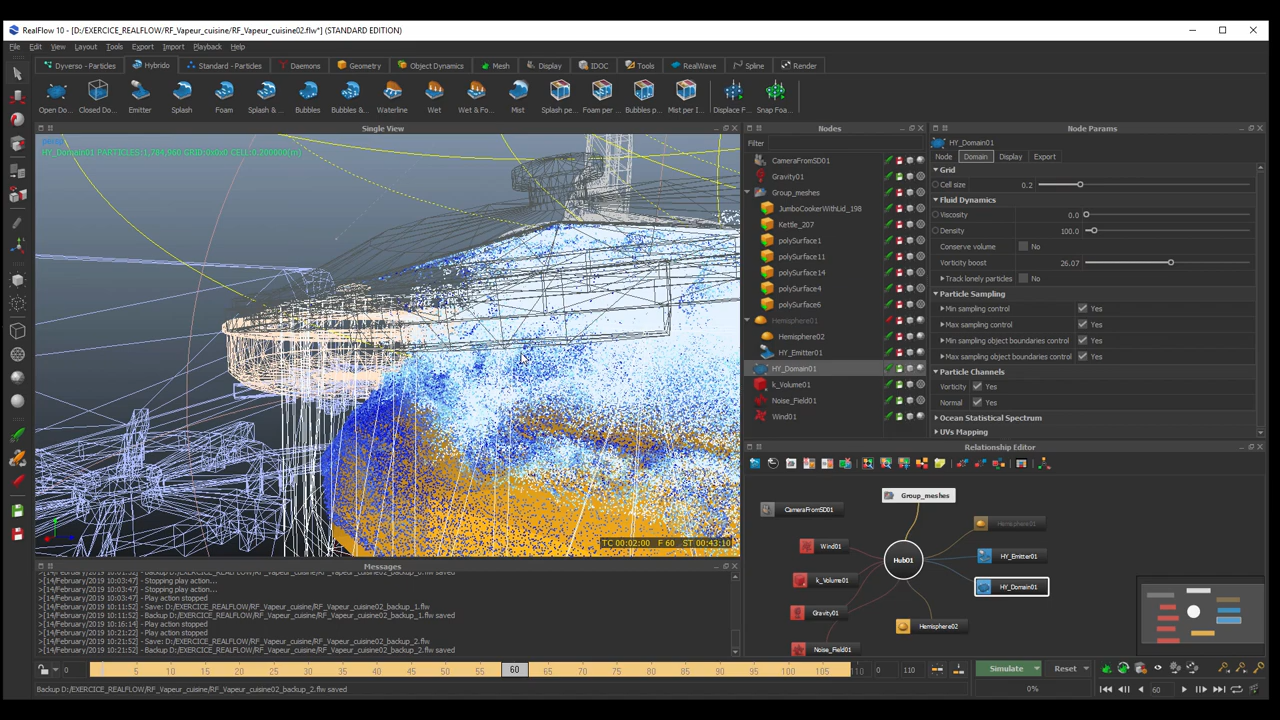 RealFlow 10 - [D:/EXERCICE_REALFLOW/RF_Vapeur_cuisine/RF_Vapeur_cuisine02.flw*] (STANDARD EDITION)
File Edit View Layout Tools Export Import Playback Help
Dyverso - Particles Hybrido Standard - Particles Daemons Geometry Object Dynamics Mesh Display IDOC Tools RealWave Spline Render
Open Do... Closed Do... Emitter Splash Foam Splash & ... Bubbles Bubbles &... Waterline Wet Wet & Fo... Mist Splash pe... Foam per... Bubbles p... Mist per I... Displace F... Snap Foa...
Single View
persp
HY_Domain01 PARTICLES:1,784,060 GRID:0x0x0 CELL:0.200000(m)
TC 00:02:00 F 60 ST 00:43:10
Nodes
Filter
CameraFromSD01
Gravity01
Group_meshes
JumboCookerWithLid_198
Kettle_207
polySurface1
polySurface11
polySurface14
polySurface4
polySurface6
Hemisphere01
Hemisphere02
HY_Emitter01
HY_Domain01
k_Volume01
Noise_Field01
Wind01
Node Params
HY_Domain01
Node Domain Display Export
Grid
Cell size 0.2
Fluid Dynamics
Viscosity 0.0
Density 100.0
Conserve volume No
Vorticity boost 26.07
Track lonely particles No
Particle Sampling
Min sampling control Yes
Max sampling control Yes
Min sampling object boundaries control Yes
Max sampling object boundaries control Yes
Particle Channels
Vorticity Yes
Normal Yes
Ocean Statistical Spectrum
UVs Mapping
Relationship Editor
Group_meshes
CameraFromSD01
Hemisphere01
Wind01
Hub01
HY_Emitter01
k_Volume01
HY_Domain01
Gravity01
Hemisphere02
Noise_Field01
Messages
>[14/February/2019 10:03:47] - Stopping play action...
>[14/February/2019 10:03:47] - Play action stopped
>[14/February/2019 10:11:52] - Save: D:/EXERCICE_REALFLOW/RF_Vapeur_cuisine/RF_Vapeur_cuisine02_backup_1.flw
>[14/February/2019 10:11:52] - Backup D:/EXERCICE_REALFLOW/RF_Vapeur_cuisine/RF_Vapeur_cuisine02_backup_1.flw saved
>[14/February/2019 10:16:14] - Play action stopped
>[14/February/2019 10:21:22] - Play action stopped
>[14/February/2019 10:21:52] - Save: D:/EXERCICE_REALFLOW/RF_Vapeur_cuisine/RF_Vapeur_cuisine02_backup_2.flw
>[14/February/2019 10:21:52] - Backup D:/EXERCICE_REALFLOW/RF_Vapeur_cuisine/RF_Vapeur_cuisine02_backup_2.flw saved
0 5 10 15 20 25 30 35 40 45 50 55 60 65 70 75 80 85 90 95 100 105 0 110
Simulate Reset
Backup D:/EXERCICE_REALFLOW/RF_Vapeur_cuisine/RF_Vapeur_cuisine02_backup_2.flw saved
0% 60